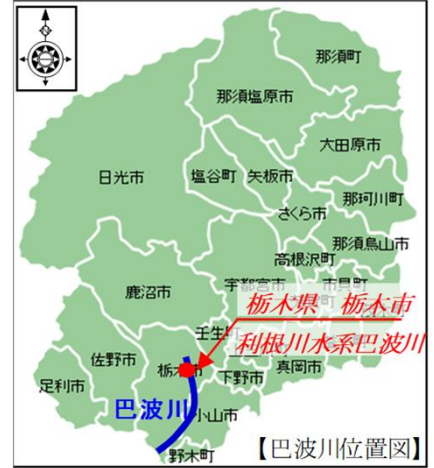 那須町
那須塩原市
大田原市
日光市
塩谷町
矢板市
那珂川町
さくら市
那須烏山市
高根沢町
宇都宮市
市貝町
鹿沼市
栃木県 栃木市
壬生町
利根川水系巴波川
佐野市
栃木市
下野市
真岡市
足利市
巴波川
小山市
野木町
【巴波川位置図】